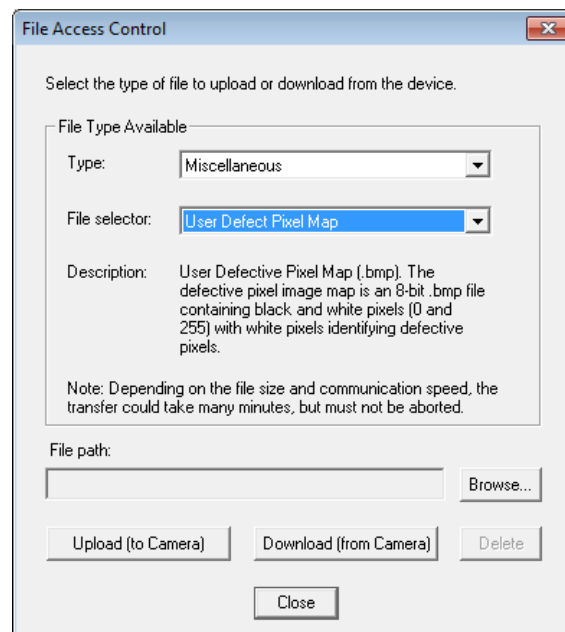 File Access Control
Select the type of file to upload or download from the device.
File Type Available
Type: Miscellaneous
File selector: User Defect Pixel Map
Description: User Defective Pixel Map (.bmp). The
defective pixel image map is an 8-bit .bmp file
containing black and white pixels (0 and
255) with white pixels identifying defective
pixels.
Note: Depending on the file size and communication speed, the
transfer could take many minutes, but must not be aborted.
File path:
Browse...
Upload (to Camera) Download (from Camera) Delete
Close